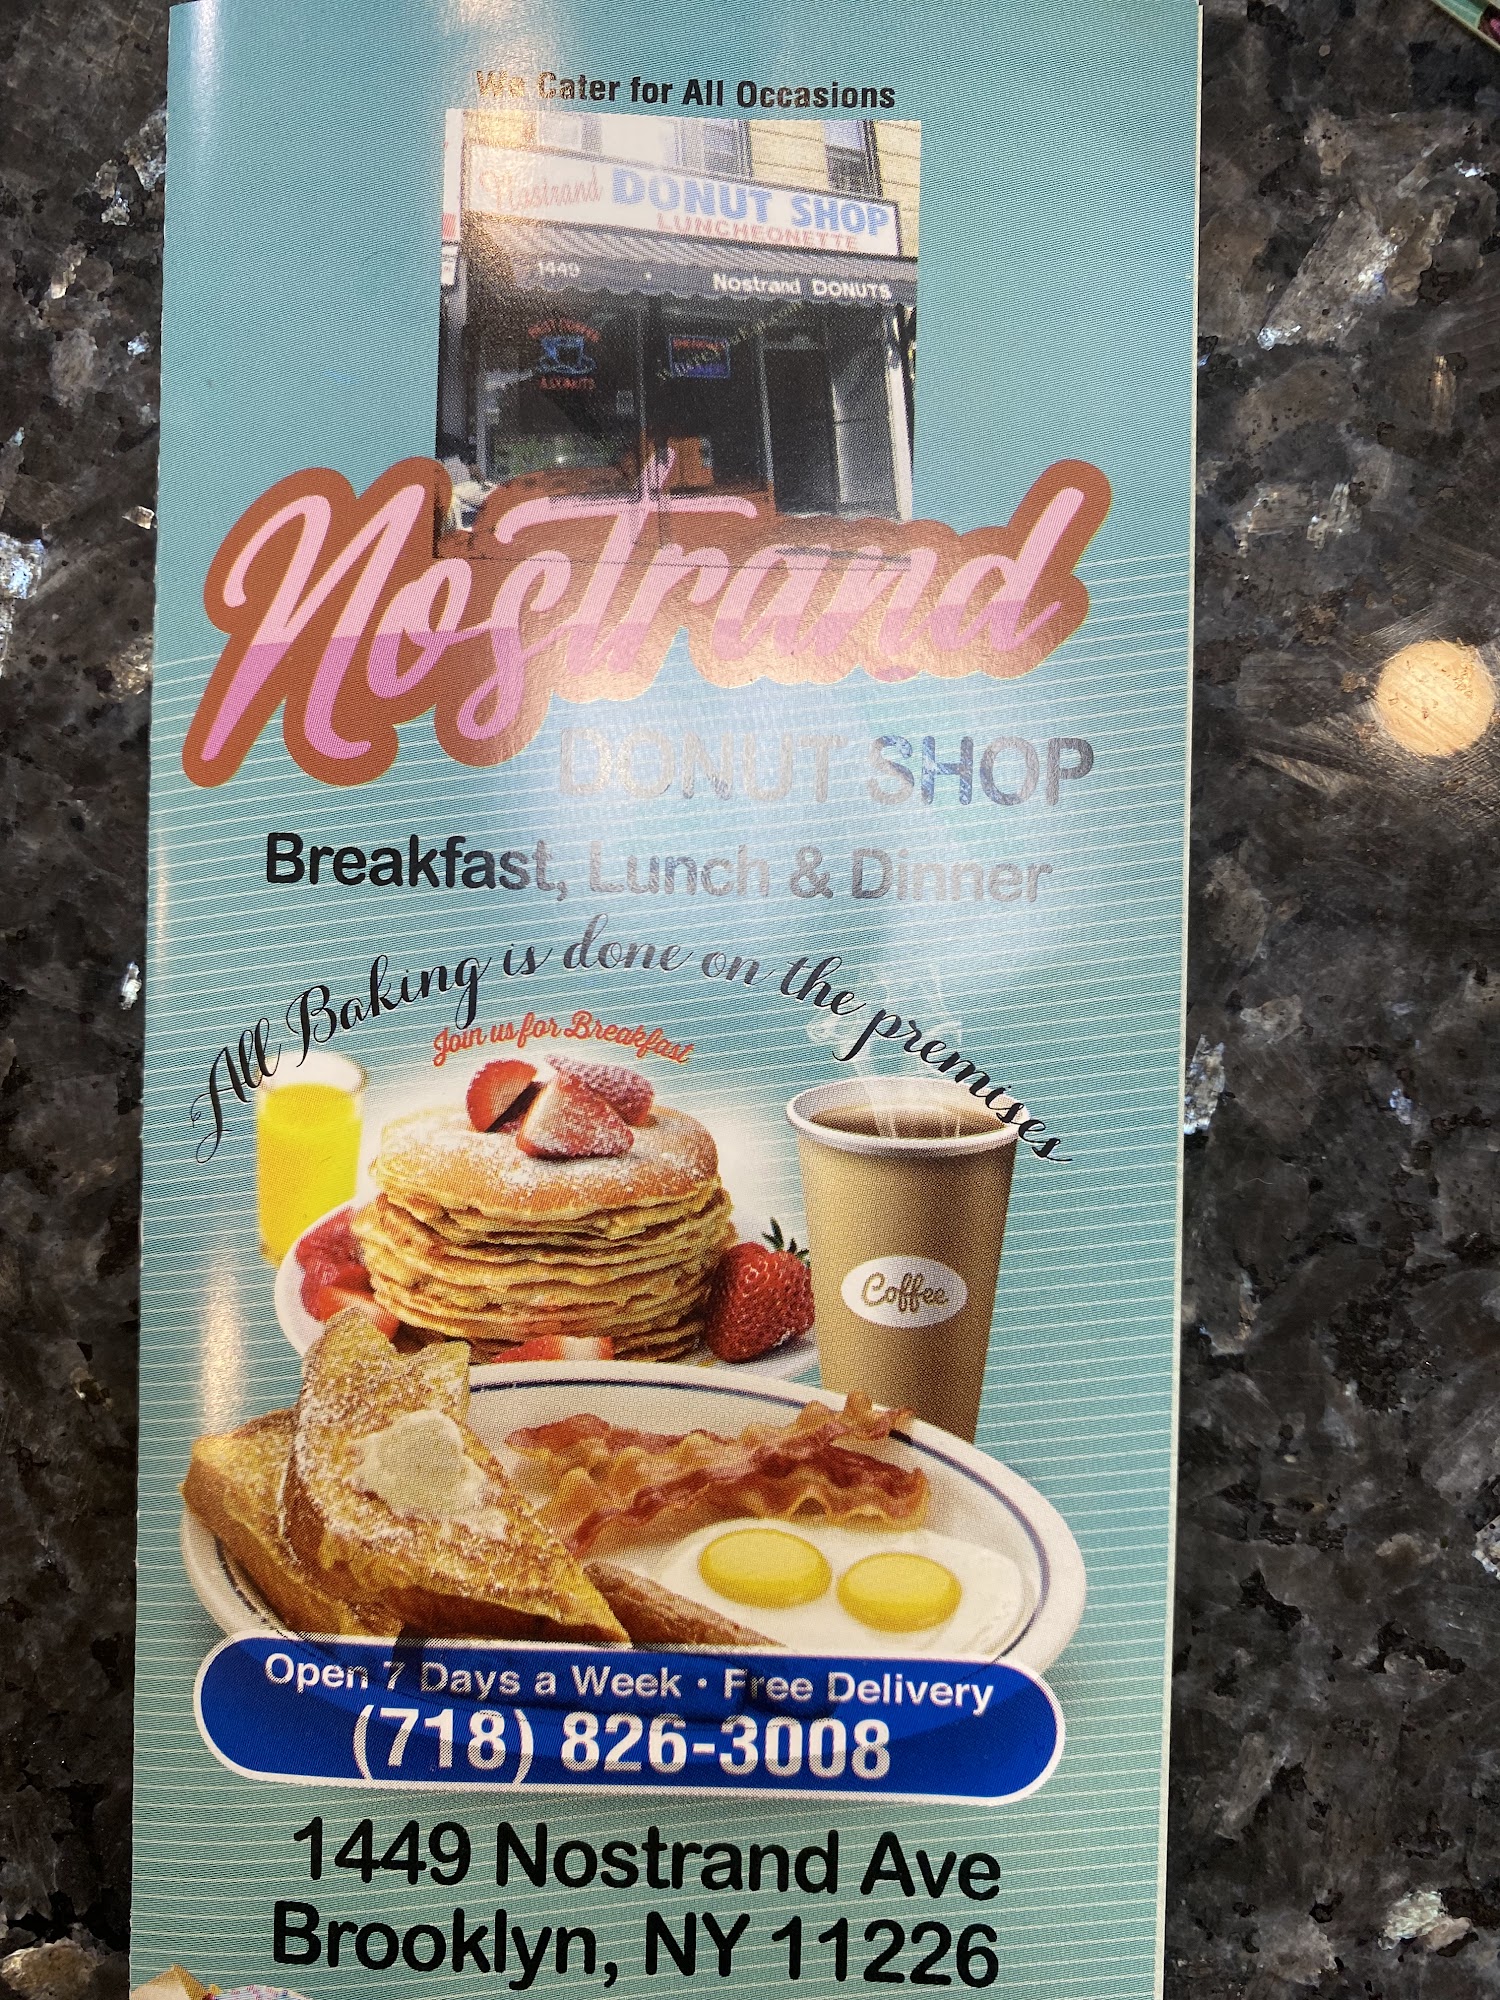 We Cater for All Occasions
Nostrand DONUT SHOP
LUNCHEONETTE
1449 • Nostrand DONUTS
Nostrand
DONUT SHOP
Breakfast, Lunch & Dinner
All Baking is done on the premises
Join us for Breakfast
Coffee
Open 7 Days a Week • Free Delivery
(718) 826-3008
1449 Nostrand Ave
Brooklyn, NY 11226